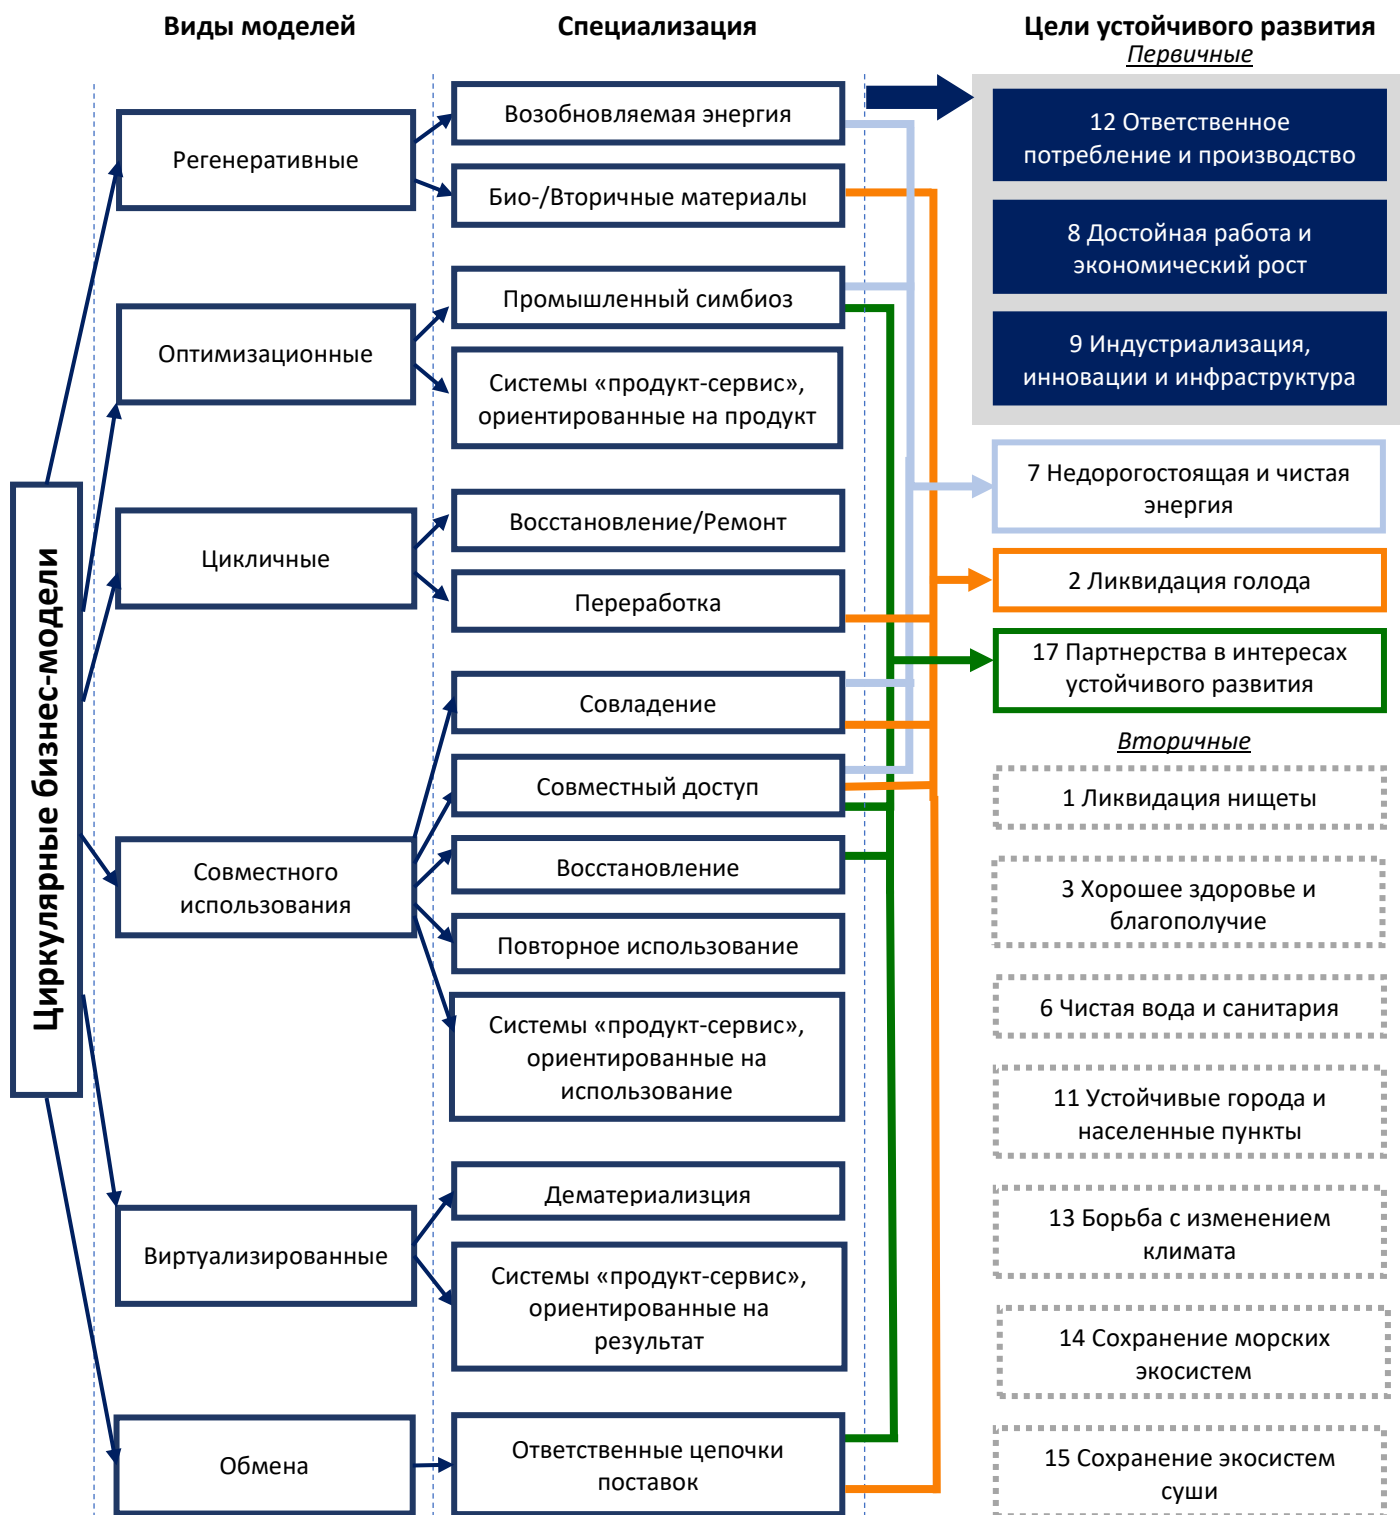 Виды моделей
Специализация
Цели устойчивого развития
Первичные
Циркулярные бизнес-модели
Регенеративные
Оптимизационные
Цикличные
Совместного
использования
Виртуализированные
Обмена
Возобновляемая энергия
Био-/Вторичные материалы
Промышленный симбиоз
Системы «продукт-сервис»,
ориентированные на продукт
Восстановление/Ремонт
Переработка
Совладение
Совместный доступ
Восстановление
Повторное использование
Системы «продукт-сервис»,
ориентированные на
использование
Дематериализция
Системы «продукт-сервис»,
ориентированные на
результат
Ответственные цепочки
поставок
12 Ответственное
потребление и производство
8 Достойная работа и
экономический рост
9 Индустриализация,
инновации и инфраструктура
7 Недорогостоящая и чистая
энергия
2 Ликвидация голода
17 Партнерства в интересах
устойчивого развития
Вторичные
1 Ликвидация нищеты
3 Хорошее здоровье и
благополучие
6 Чистая вода и санитария
11 Устойчивые города и
населенные пункты
13 Борьба с изменением
климата
14 Сохранение морских
экосистем
15 Сохранение экосистем
суши